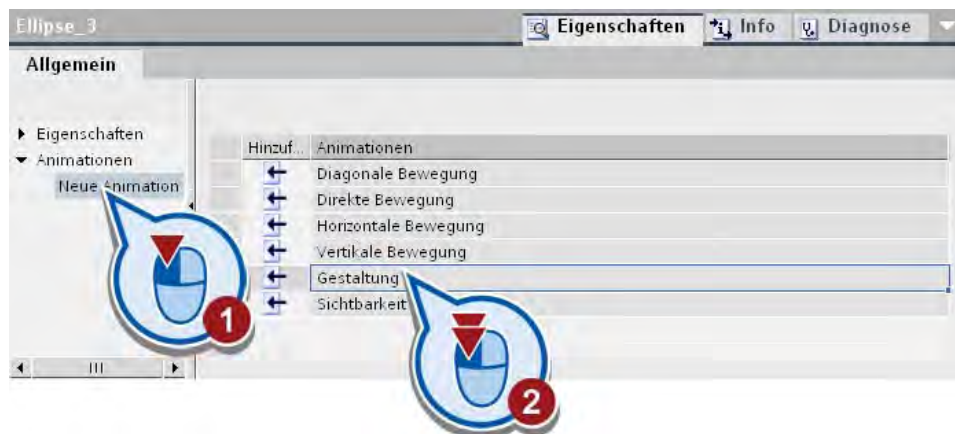 Ellipse_3
Eigenschaften Info Diagnose
Allgemein
Eigenschaften
Animationen
Neue Animation
Hinzuf... Animationen
Diagonale Bewegung
Direkte Bewegung
Horizontale Bewegung
Vertikale Bewegung
Gestaltung
Sichtbarkeit
1
2